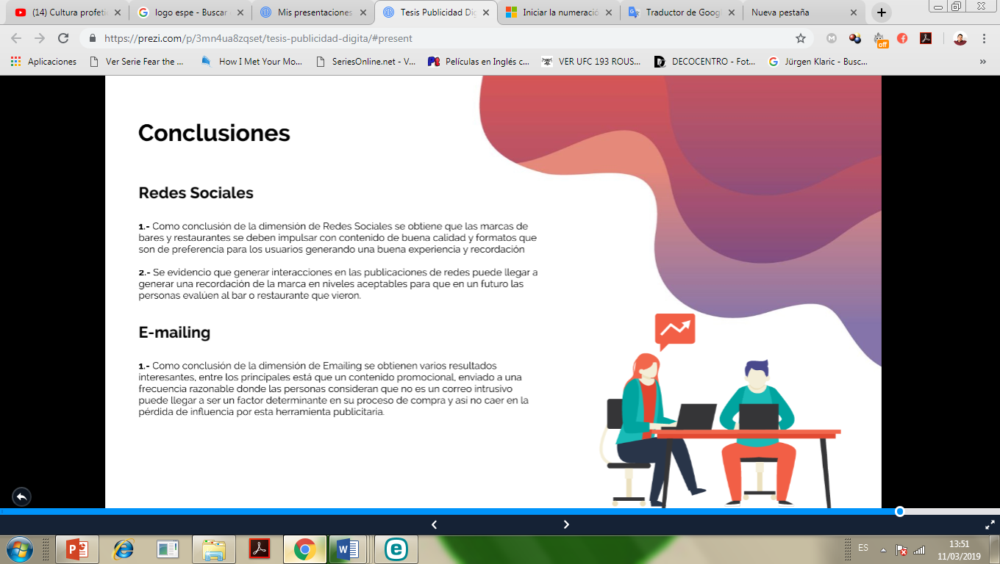 (14) Cultura profeti
logo espe - Buscar
Mis presentaciones
Tesis Publicidad Dig
Iniciar la numeració
Traductor de Googl
Nueva pestaña
https://prezi.com/p/3mn4ua8zqset/tesis-publicidad-digita/#present
off
Aplicaciones
Ver Serie Fear the ...
How I Met Your Mo...
SeriesOnline.net - V...
Películas en Inglés c...
VER UFC 193 ROUS...
DECOCENTRO - Fot...
Jürgen Klaric - Busc...
»
Conclusiones
Redes Sociales
1.- Como conclusión de la dimensión de Redes Sociales se obtiene que las marcas de
bares y restaurantes se deben impulsar con contenido de buena calidad y formatos que
son de preferencia para los usuarios generando una buena experiencia y recordación
2.- Se evidencio que generar interacciones en las publicaciones de redes puede llegar a
generar una recordación de la marca en niveles aceptables para que en un futuro las
personas evalúen al bar o restaurante que vieron.
E-mailing
1.- Como conclusión de la dimensión de Emailing se obtienen varios resultados
interesantes, entre los principales está que un contenido promocional, enviado a una
frecuencia razonable donde las personas consideran que no es un correo intrusivo
puede llegar a ser un factor determinante en su proceso de compra y así no caer en la
pérdida de influencia por esta herramienta publicitaria.
ES
13:51
11/03/2019